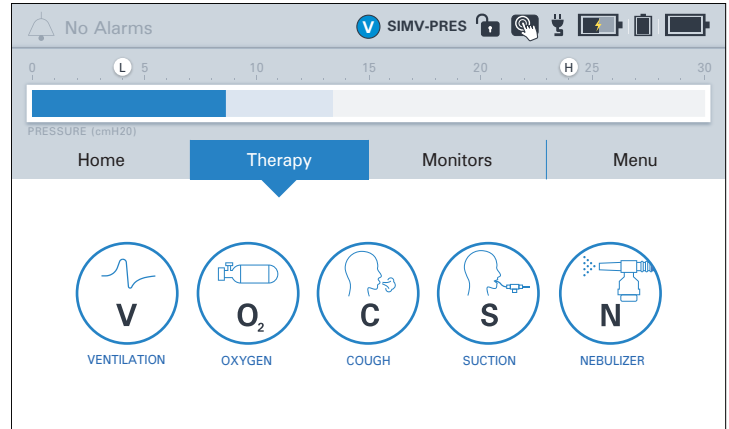 No Alarms V SIMV-PRES
0 L 5 10 15 20 H 25 30
PRESSURE (cmH20)
Home Therapy Monitors Menu
V O2 C S N
VENTILATION OXYGEN COUGH SUCTION NEBULIZER